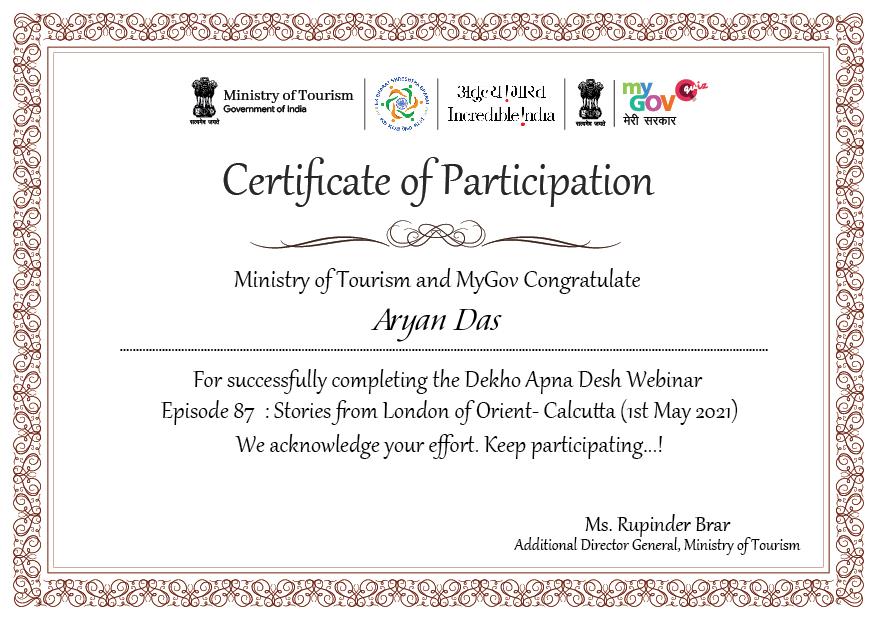 Ministry of Tourism
Government of India
सत्यमेव जयते
EK BHARAT SHRESHTHA BHARAT
अतुल्य ! भारत
Incredible !ndia
सत्यमेव जयते
my GOV quiz
मेरी सरकार
Certificate of Participation
Ministry of Tourism and MyGov Congratulate
Aryan Das
For successfully completing the Dekho Apna Desh Webinar
Episode 87 : Stories from London of Orient- Calcutta (1st May 2021)
We acknowledge your effort. Keep participating...!
Ms. Rupinder Brar
Additional Director General, Ministry of Tourism